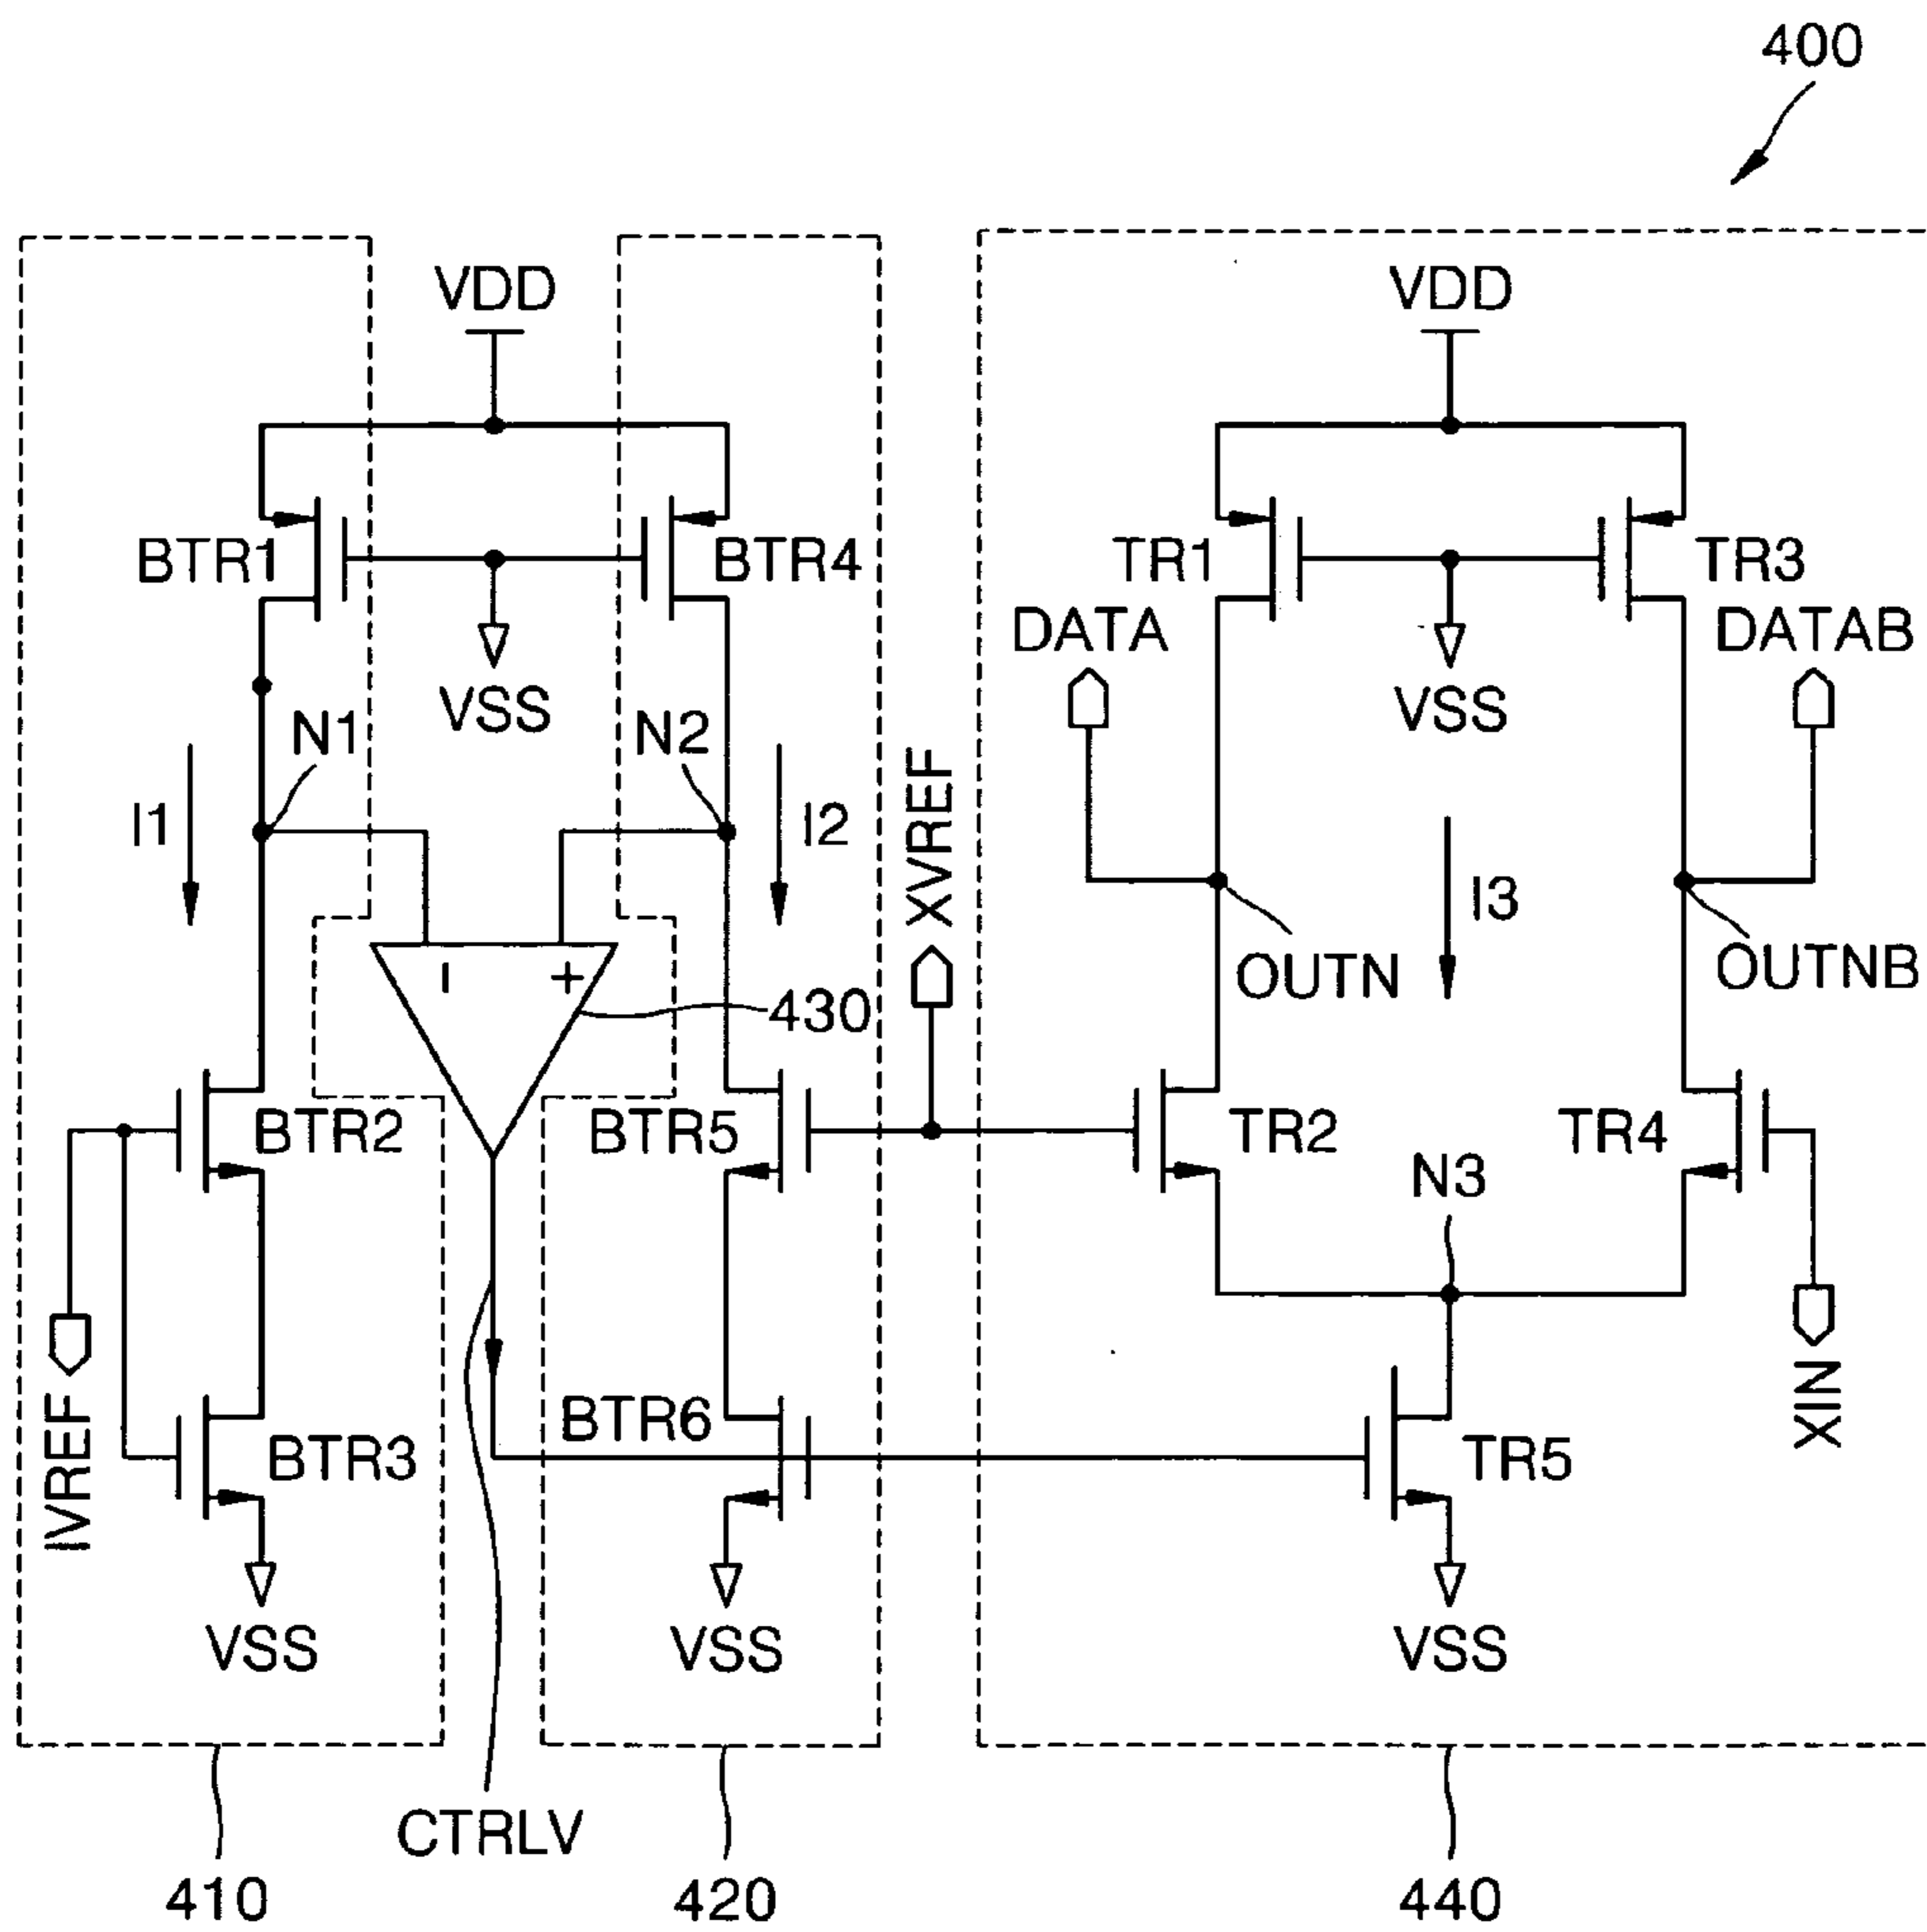 400
VDD
VDD
BTR1
BTR4
TR1
TR3
DATA
DATAB
VSS
VSS
N1
N2
XVREF
I1
I2
I3
OUTN
OUTNB
- +
430
BTR2
BTR5
TR2
TR4
N3
IVREF
BTR3
BTR6
TR5
XIN
VSS
VSS
VSS
CTRLV
410
420
440